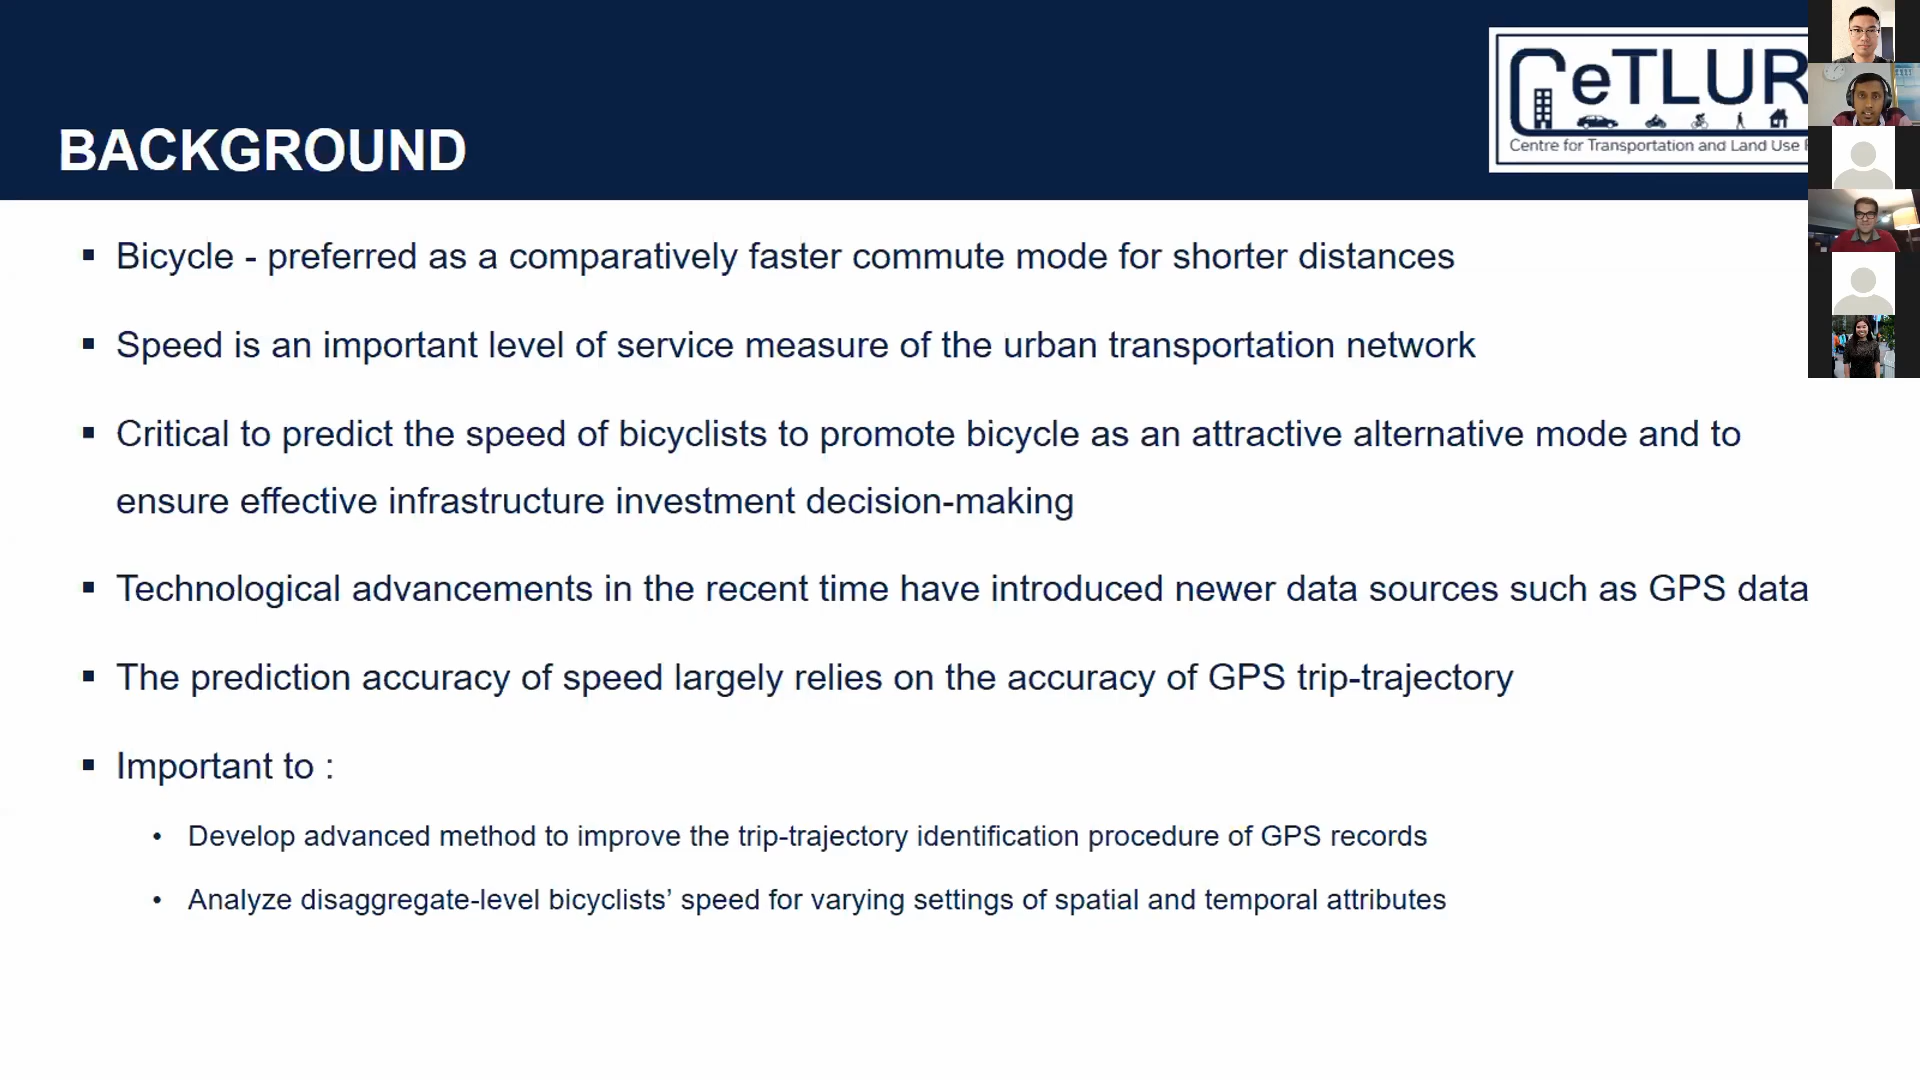 CeTLUR
Centre for Transportation and Land Use
BACKGROUND
▪ Bicycle - preferred as a comparatively faster commute mode for shorter distances
▪ Speed is an important level of service measure of the urban transportation network
▪ Critical to predict the speed of bicyclists to promote bicycle as an attractive alternative mode and to
ensure effective infrastructure investment decision-making
▪ Technological advancements in the recent time have introduced newer data sources such as GPS data
▪ The prediction accuracy of speed largely relies on the accuracy of GPS trip-trajectory
▪ Important to :
• Develop advanced method to improve the trip-trajectory identification procedure of GPS records
• Analyze disaggregate-level bicyclists’ speed for varying settings of spatial and temporal attributes